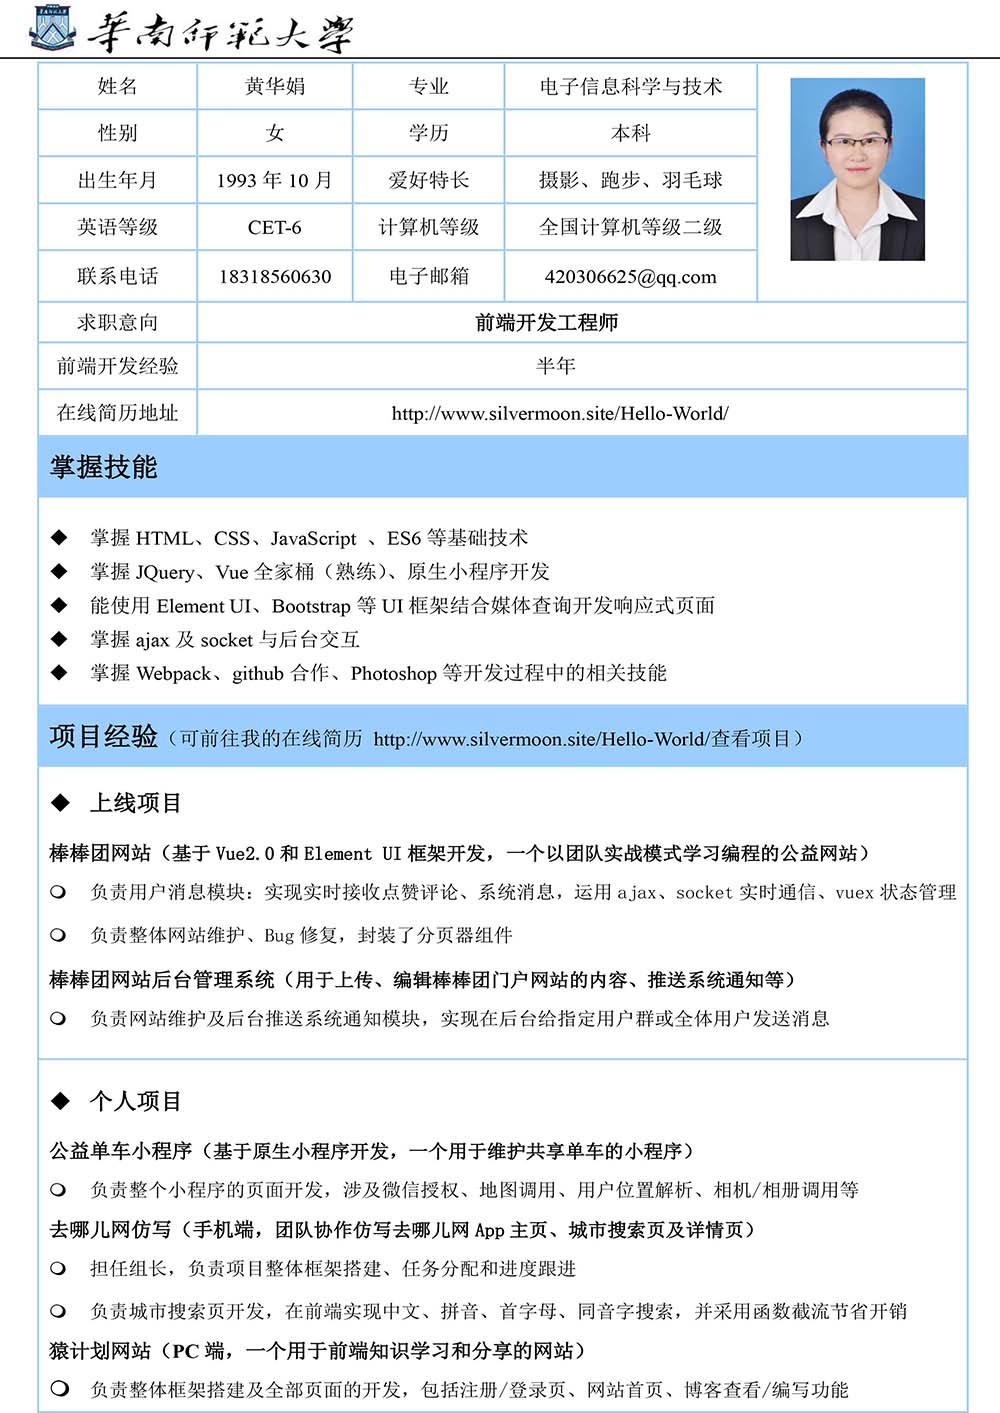 華南师範大學
姓名 黄华娟 专业 电子信息科学与技术
性别 女 学历 本科
出生年月 1993 年 10 月 爱好特长 摄影、跑步、羽毛球
英语等级 CET-6 计算机等级 全国计算机等级二级
联系电话 18318560630 电子邮箱 420306625@qq.com
求职意向 前端开发工程师
前端开发经验 半年
在线简历地址 http://www.silvermoon.site/Hello-World/
掌握技能
◆ 掌握 HTML、CSS、JavaScript 、ES6 等基础技术
◆ 掌握 JQuery、Vue 全家桶（熟练）、原生小程序开发
◆ 能使用 Element UI、Bootstrap 等 UI 框架结合媒体查询开发响应式页面
◆ 掌握 ajax 及 socket 与后台交互
◆ 掌握 Webpack、github 合作、Photoshop 等开发过程中的相关技能
项目经验（可前往我的在线简历 http://www.silvermoon.site/Hello-World/查看项目）
◆ 上线项目
棒棒团网站（基于 Vue2.0 和 Element UI 框架开发，一个以团队实战模式学习编程的公益网站）
❍ 负责用户消息模块：实现实时接收点赞评论、系统消息，运用 ajax、socket 实时通信、vuex 状态管理
❍ 负责整体网站维护、Bug 修复，封装了分页器组件
棒棒团网站后台管理系统（用于上传、编辑棒棒团门户网站的内容、推送系统通知等）
❍ 负责网站维护及后台推送系统通知模块，实现在后台给指定用户群或全体用户发送消息
◆ 个人项目
公益单车小程序（基于原生小程序开发，一个用于维护共享单车的小程序）
❍ 负责整个小程序的页面开发，涉及微信授权、地图调用、用户位置解析、相机/相册调用等
去哪儿网仿写（手机端，团队协作仿写去哪儿网 App 主页、城市搜索页及详情页）
❍ 担任组长，负责项目整体框架搭建、任务分配和进度跟进
❍ 负责城市搜索页开发，在前端实现中文、拼音、首字母、同音字搜索，并采用函数截流节省开销
猿计划网站（PC 端，一个用于前端知识学习和分享的网站）
❍ 负责整体框架搭建及全部页面的开发，包括注册/登录页、网站首页、博客查看/编写功能